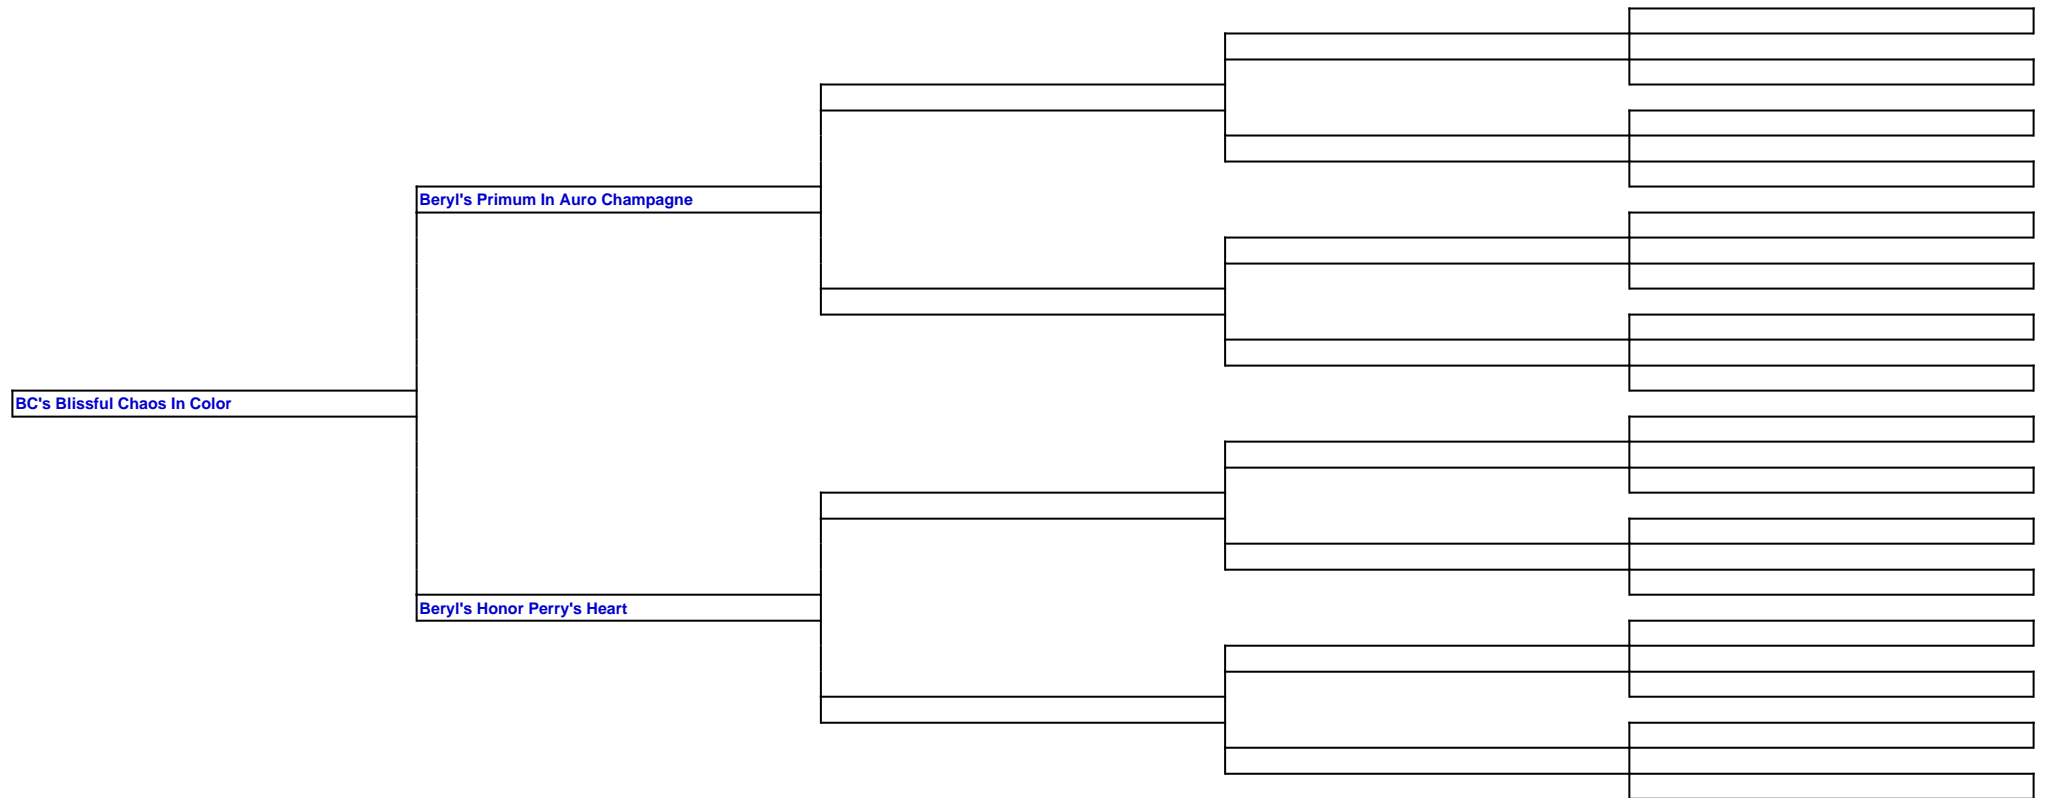 Beryl's Primum In Auro Champagne
BC's Blissful Chaos In Color
Beryl's Honor Perry's Heart